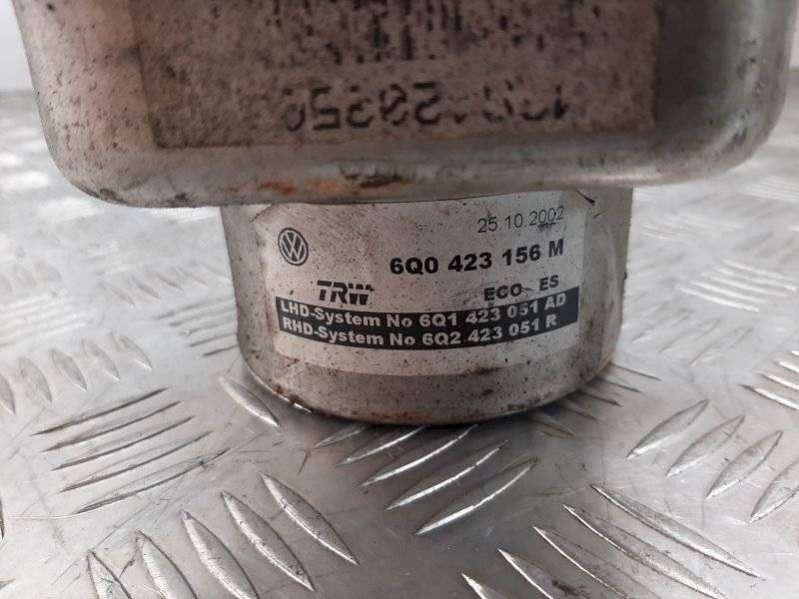 25.10.2002
6Q0 423 156 M
TRW
ECO ES
LHD-System No 6Q1 423 051 AD
RHD-System No 6Q2 423 051 R